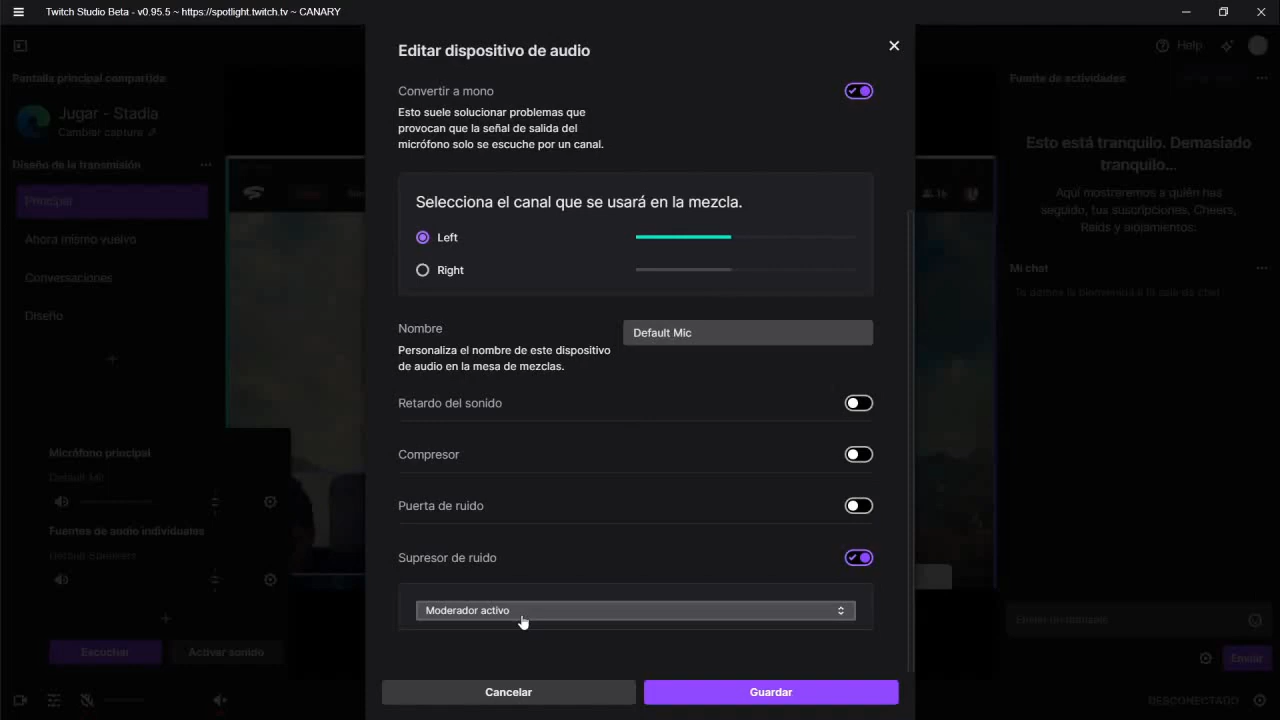 Twitch Studio Beta - v0.95.5 ~ https://spotlight.twitch.tv ~ CANARY
Help
Pantalla principal compartida
Jugar - Stadia
Cambiar captura
Diseño de la transmisión
Principal
Ahora mismo vuelvo
Conversaciones
Diseño
Micrófono principal
Default Mic
Fuentes de audio individuales
Default Speakers
Escuchar
Activar sonido
Editar dispositivo de audio
Convertir a mono
Esto suele solucionar problemas que
provocan que la señal de salida del
micrófono solo se escuche por un canal.
Selecciona el canal que se usará en la mezcla.
Left
Right
Nombre
Default Mic
Personaliza el nombre de este dispositivo
de audio en la mesa de mezclas.
Retardo del sonido
Compresor
Puerta de ruido
Supresor de ruido
Moderador activo
Cancelar
Guardar
1k
Fuente de actividades
Esto está tranquilo. Demasiado
tranquilo...
Aquí mostraremos a quién has
seguido, tus suscripciones, Cheers,
Raids y alojamientos.
Mi chat
Te damos la bienvenida a la sala de chat
Enviar un mensaje
Enviar
DESCONECTADO